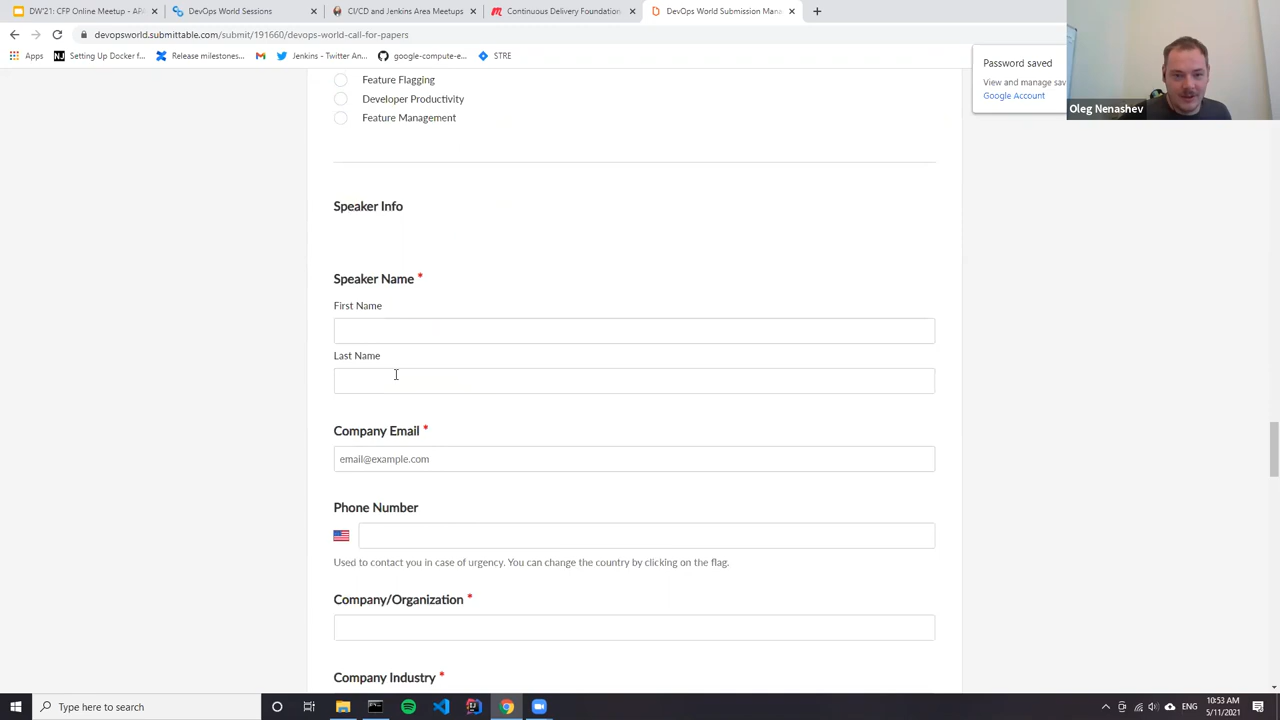 DW'21: CFP Online Meetup - APA
DevOps World Sessions
CI/CD and Jenkins Area Meetups
Continuous Delivery Foundation
DevOps World Submission Mana
devopsworld.submittable.com/submit/191660/devops-world-call-for-papers
Apps
Setting Up Docker f...
Release milestones...
Jenkins - Twitter An...
google-compute-e...
STRE
Password saved
View and manage sav
Google Account
Oleg Nenashev
Feature Flagging
Developer Productivity
Feature Management
Speaker Info
Speaker Name *
First Name
Last Name
Company Email *
email@example.com
Phone Number
Used to contact you in case of urgency. You can change the country by clicking on the flag.
Company/Organization *
Company Industry *
Type here to search
ENG
10:53 AM
5/11/2021